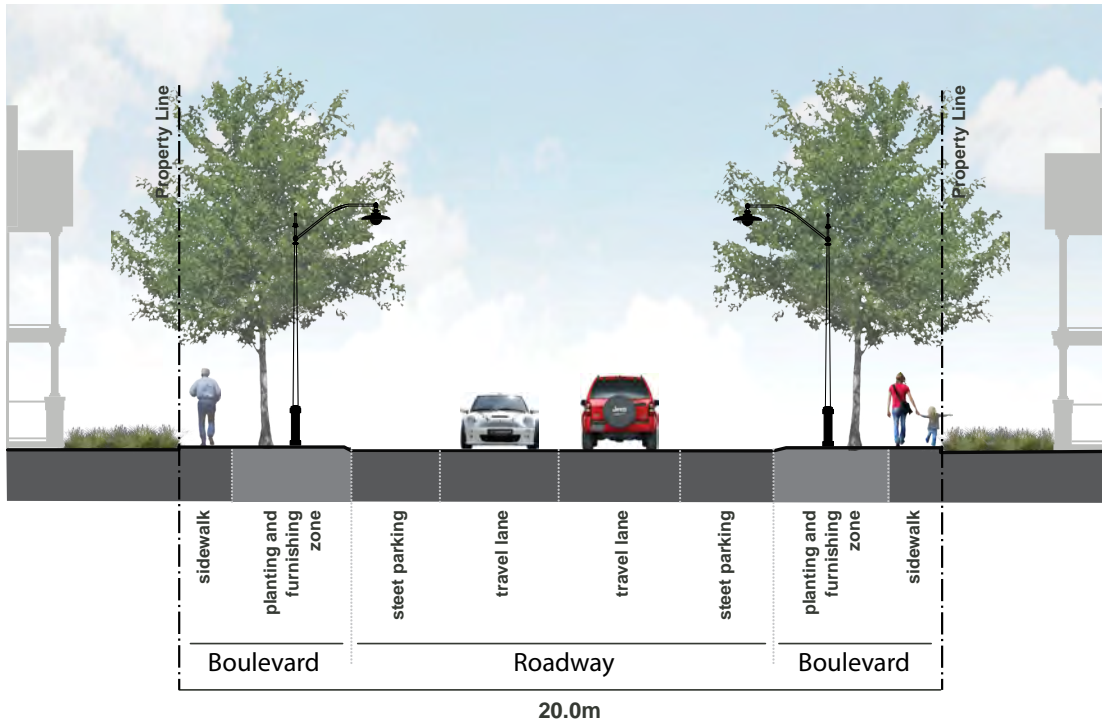 Property Line
Property Line
sidewalk
planting and
furnishing
zone
steet parking
travel lane
travel lane
steet parking
planting and
furnishing
zone
sidewalk
Boulevard
Roadway
Boulevard
20.0m
Jeep